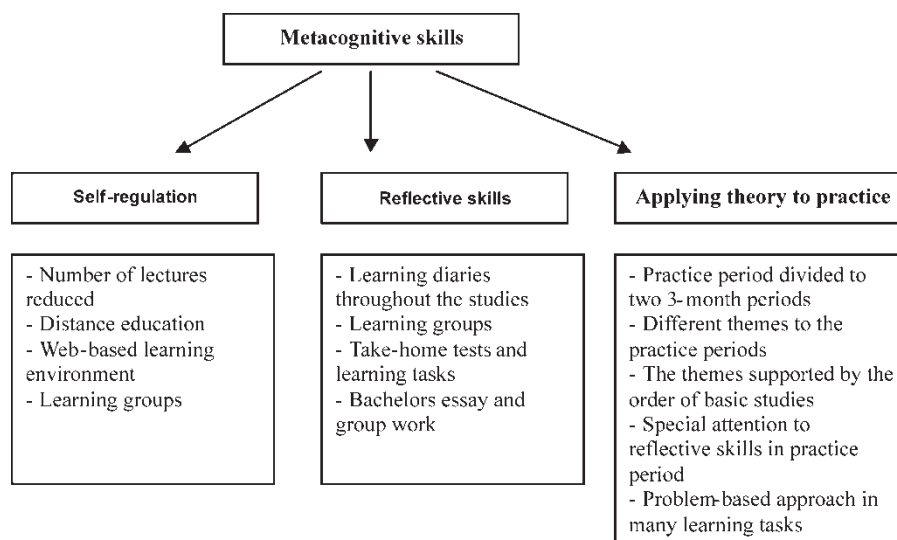 Metacognitive skills
Self-regulation
Reflective skills
Applying theory to practice
- Number of lectures
reduced
- Distance education
- Web-based learning
environment
- Learning groups
- Learning diaries
throughout the studies
- Learning groups
- Take-home tests and
learning tasks
- Bachelors essay and
group work
- Practice period divided to
two 3-month periods
- Different themes to the
practice periods
- The themes supported by the
order of basic studies
- Special attention to
reflective skills in practice
period
- Problem-based approach in
many learning tasks